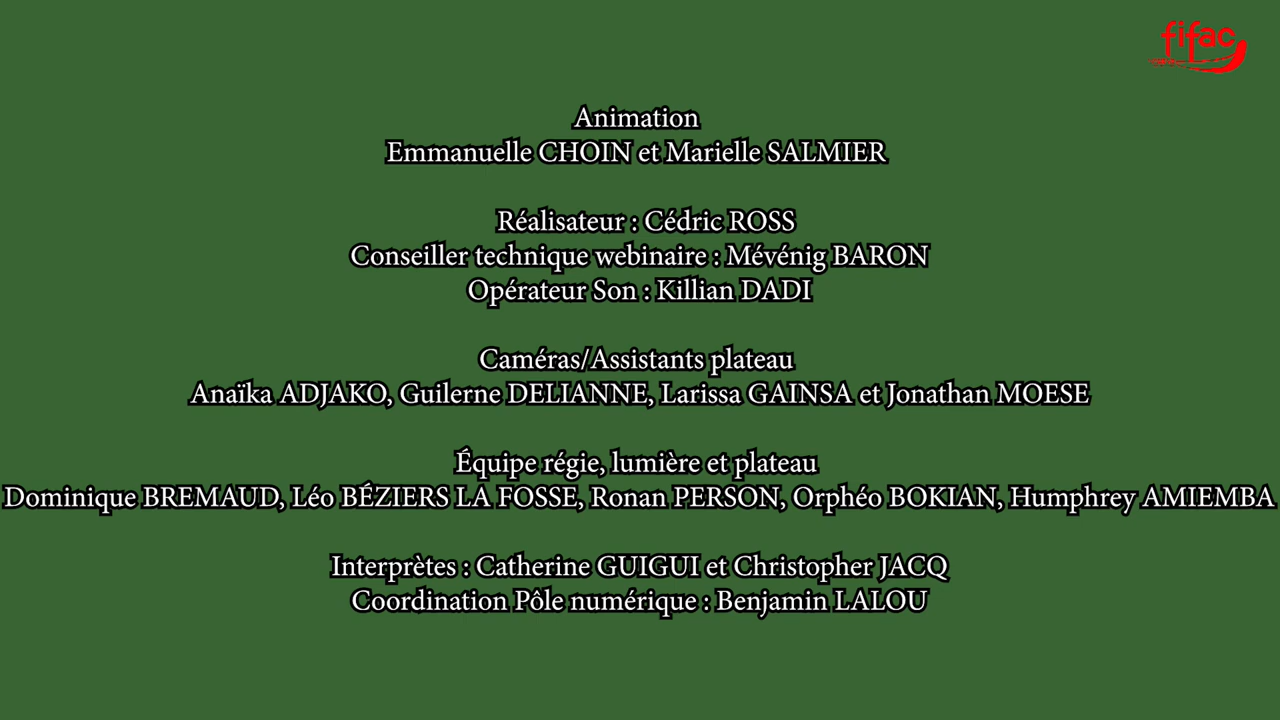 fifac
Animation
Emmanuelle CHOIN et Marielle SALMIER
Réalisateur : Cédric ROSS
Conseiller technique webinaire : Mévénig BARON
Opérateur Son : Killian DADI
Caméras/Assistants plateau
Anaïka ADJAKO, Guilerne DELIANNE, Larissa GAINSA et Jonathan MOESE
Équipe régie, lumière et plateau
Dominique BREMAUD, Léo BÉZIERS LA FOSSE, Ronan PERSON, Orphéo BOKIAN, Humphrey AMIEMBA
Interprètes : Catherine GUIGUI et Christopher JACQ
Coordination Pôle numérique : Benjamin LALOU